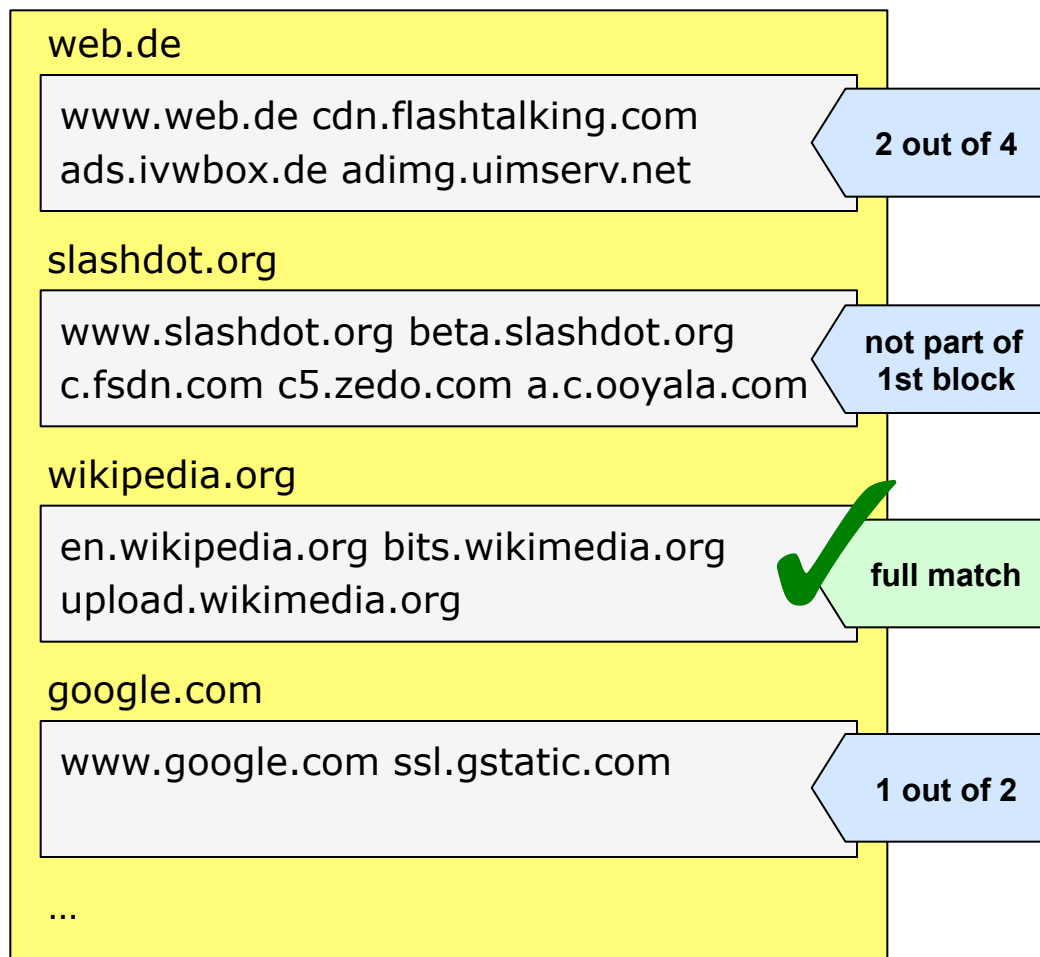 web.de
www.web.de cdn.flashtalking.com
ads.ivwbox.de adimg.uimserv.net
2 out of 4
slashdot.org
www.slashdot.org beta.slashdot.org
c.fsdn.com c5.zedo.com a.c.ooyala.com
not part of
1st block
wikipedia.org
en.wikipedia.org bits.wikimedia.org
upload.wikimedia.org
full match
google.com
www.google.com ssl.gstatic.com
1 out of 2
...